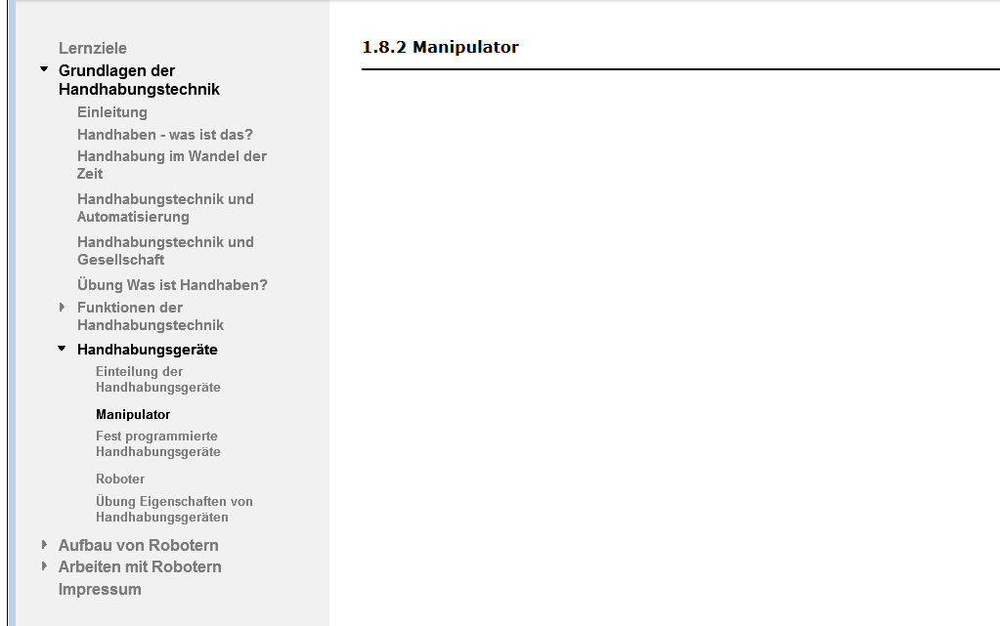 Lernziele
Grundlagen der
Handhabungstechnik
Einleitung
Handhaben - was ist das?
Handhabung im Wandel der
Zeit
Handhabungstechnik und
Automatisierung
Handhabungstechnik und
Gesellschaft
Übung Was ist Handhaben?
Funktionen der
Handhabungstechnik
Handhabungsgeräte
Einteilung der
Handhabungsgeräte
Manipulator
Fest programmierte
Handhabungsgeräte
Roboter
Übung Eigenschaften von
Handhabungsgeräten
Aufbau von Robotern
Arbeiten mit Robotern
Impressum
1.8.2 Manipulator